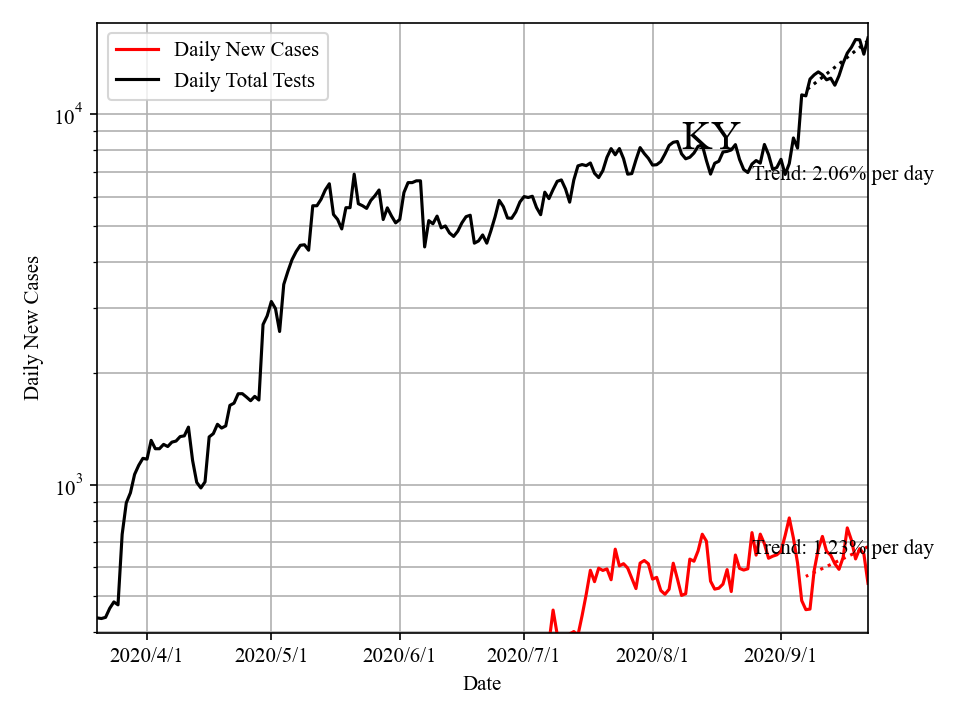 Daily New Cases
Daily Total Tests
10^4
KY
Trend: 2.06% per day
Daily New Cases
10^3
Trend: 1.23% per day
2020/4/1 2020/5/1 2020/6/1 2020/7/1 2020/8/1 2020/9/1
Date